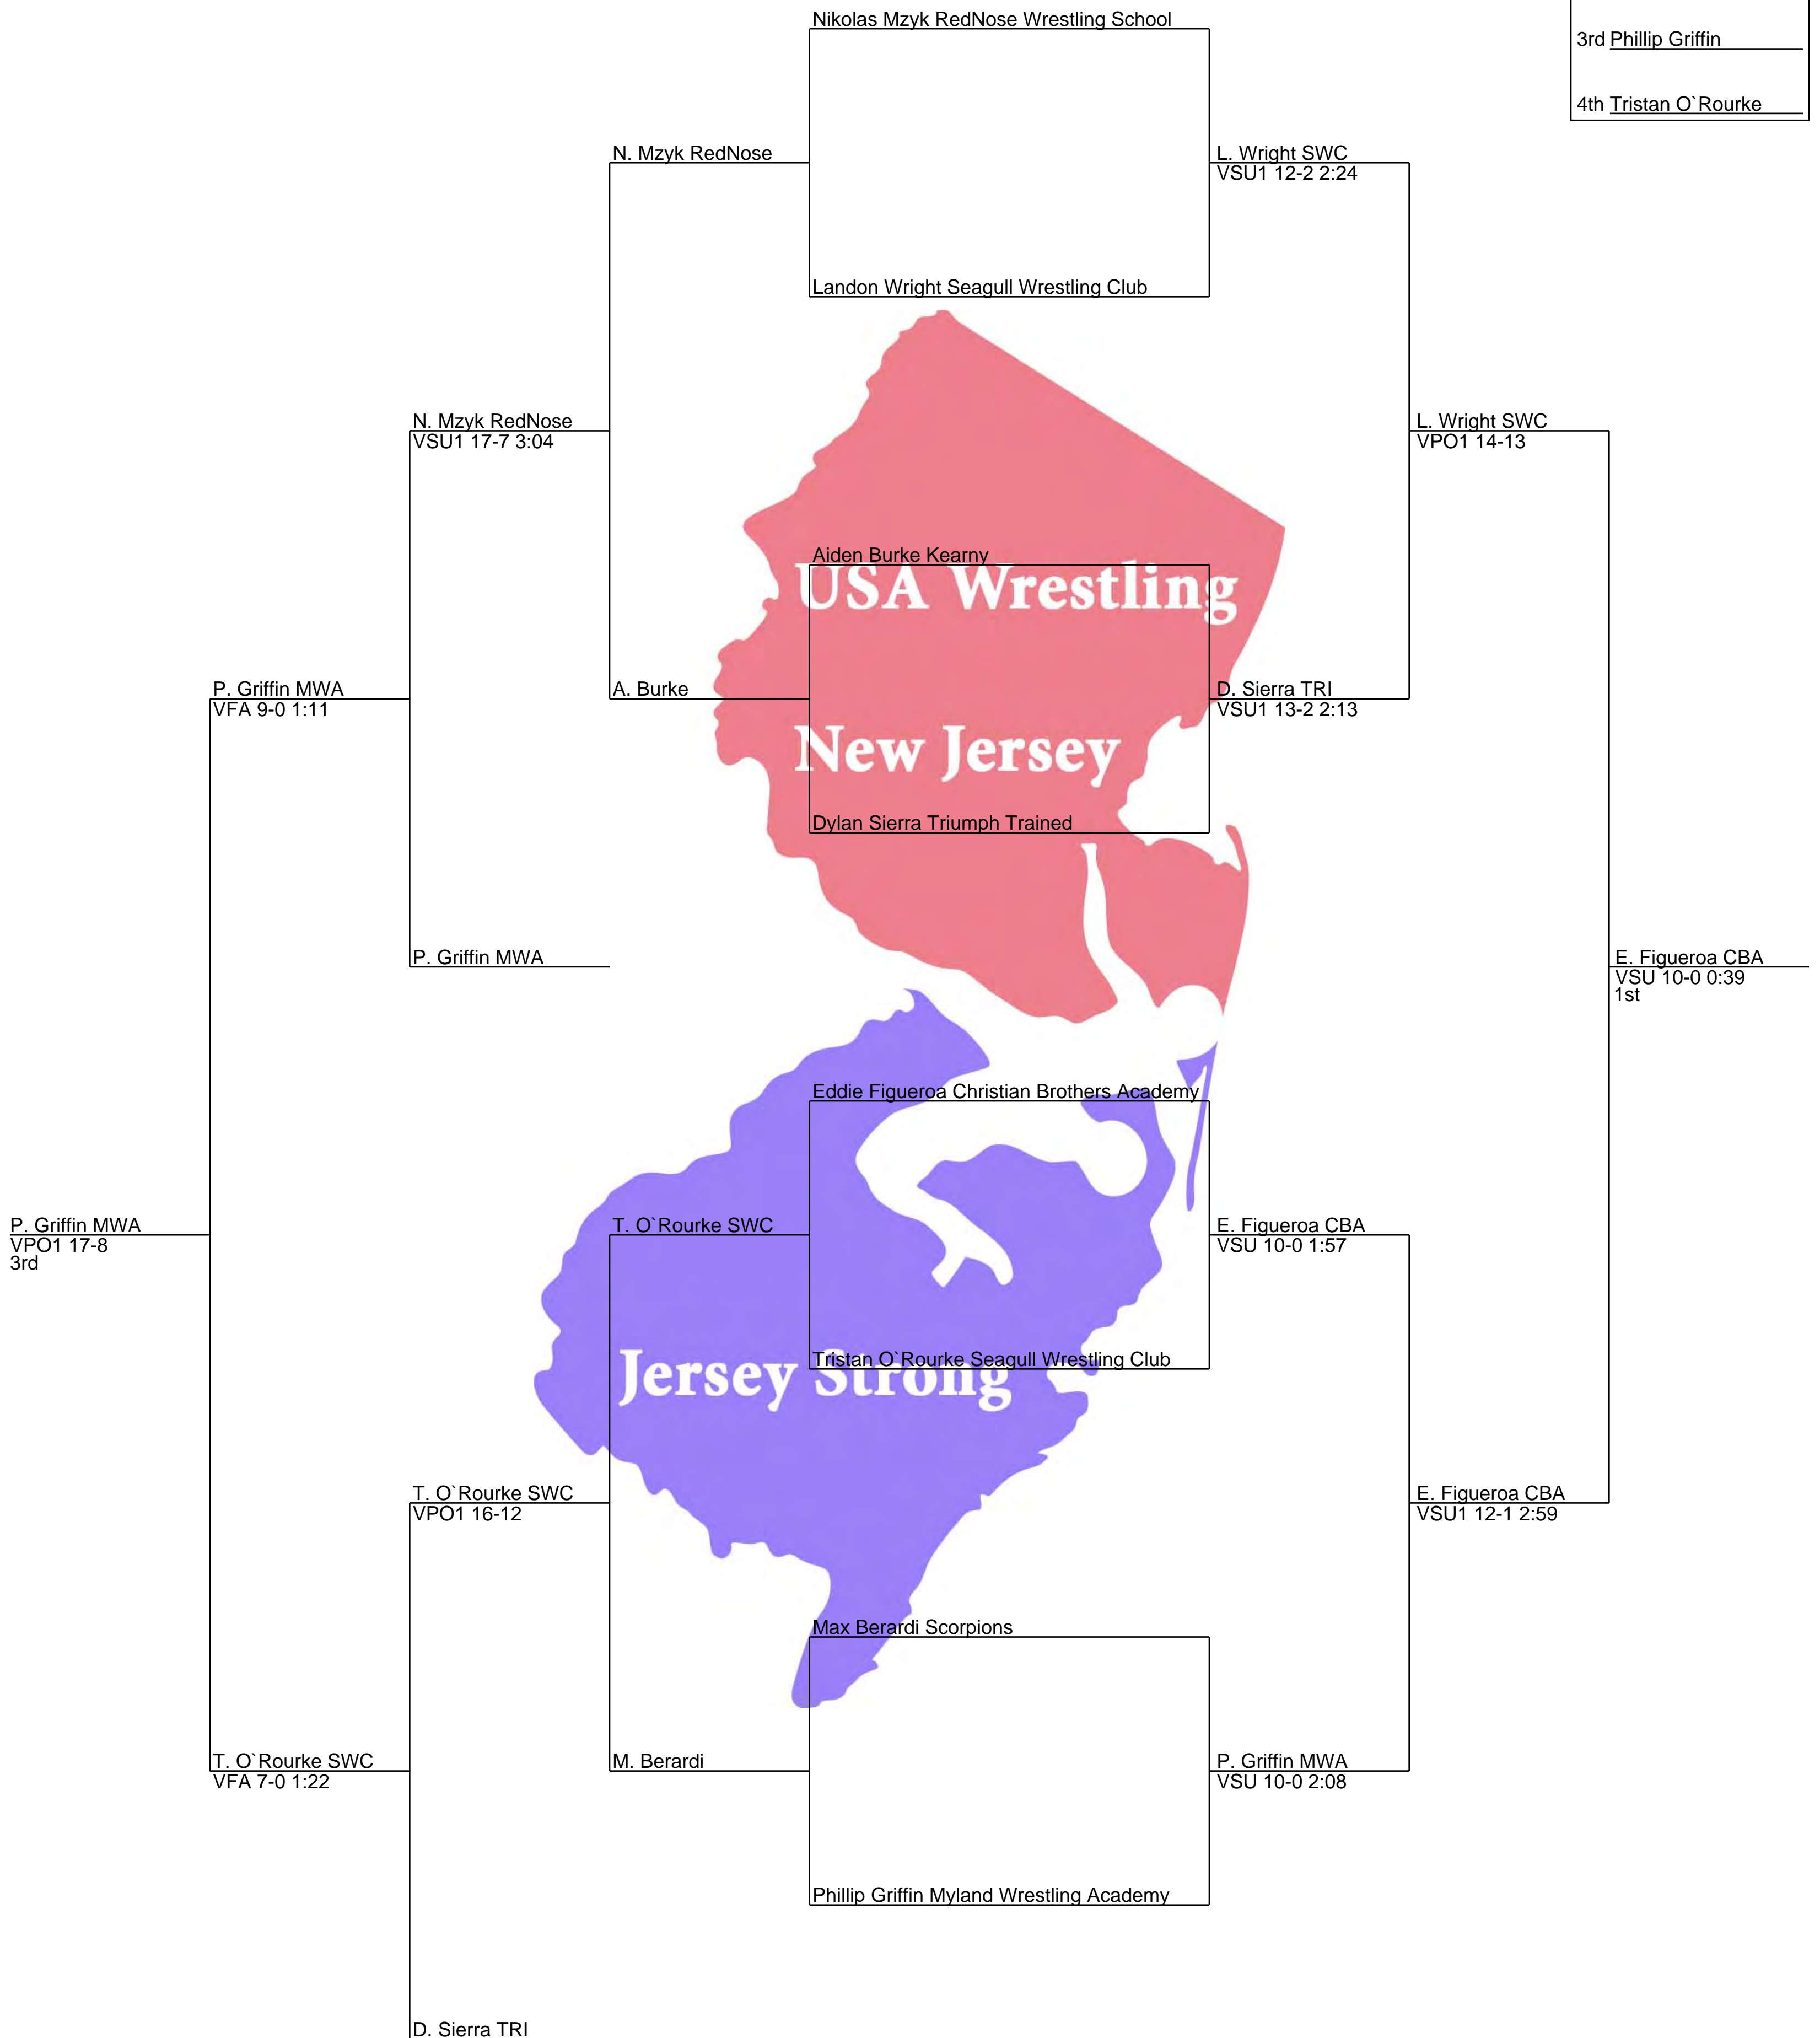 Nikolas Mzyk RedNose Wrestling School
3rd Phillip Griffin
4th Tristan O`Rourke
N. Mzyk RedNose
L. Wright SWC
VSU1 12-2 2:24
Landon Wright Seagull Wrestling Club
N. Mzyk RedNose
VSU1 17-7 3:04
L. Wright SWC
VPO1 14-13
Aiden Burke Kearny
USA Wrestling
P. Griffin MWA
VFA 9-0 1:11
A. Burke
D. Sierra TRI
VSU1 13-2 2:13
New Jersey
Dylan Sierra Triumph Trained
P. Griffin MWA
E. Figueroa CBA
VSU 10-0 0:39
1st
Eddie Figueroa Christian Brothers Academy
P. Griffin MWA
VPO1 17-8
3rd
T. O`Rourke SWC
E. Figueroa CBA
VSU 10-0 1:57
Tristan O`Rourke Seagull Wrestling Club
Jersey Strong
T. O`Rourke SWC
VPO1 16-12
E. Figueroa CBA
VSU1 12-1 2:59
Max Berardi Scorpions
T. O`Rourke SWC
VFA 7-0 1:22
M. Berardi
P. Griffin MWA
VSU 10-0 2:08
Phillip Griffin Myland Wrestling Academy
D. Sierra TRI